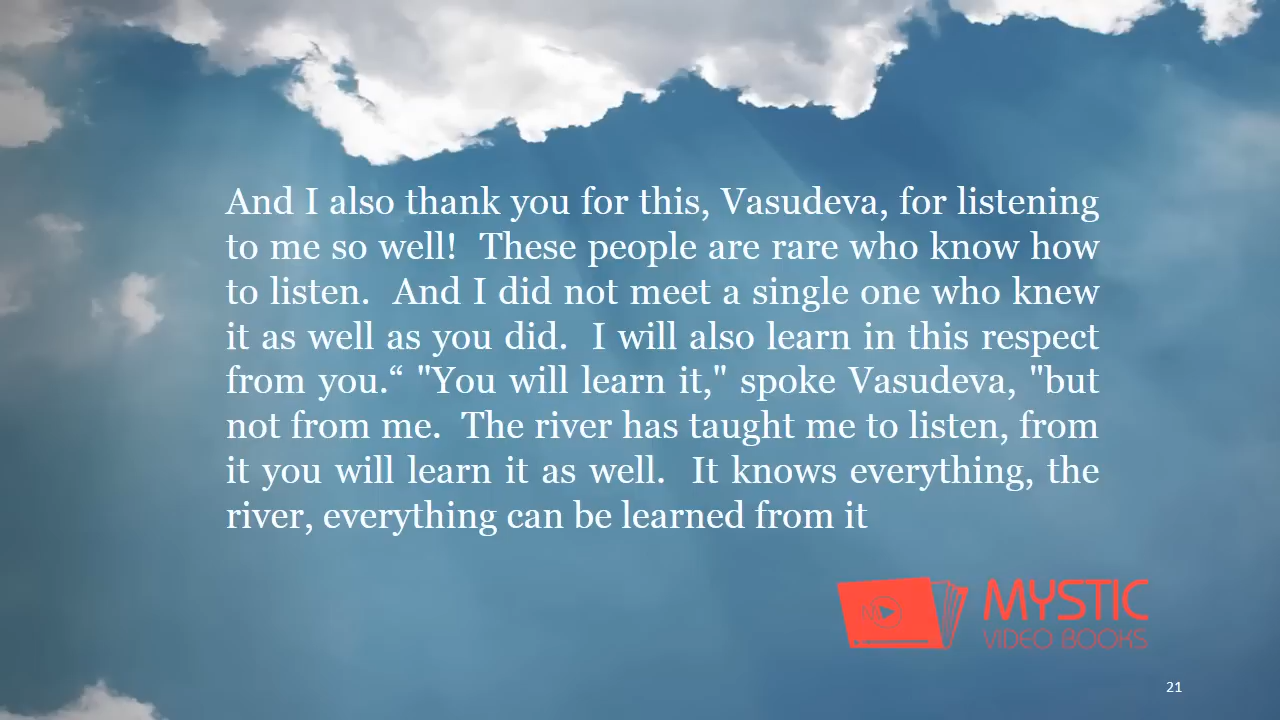 And I also thank you for this, Vasudeva, for listening
to me so well!  These people are rare who know how
to listen.  And I did not meet a single one who knew
it as well as you did.  I will also learn in this respect
from you.“ "You will learn it," spoke Vasudeva, "but
not from me.  The river has taught me to listen, from
it you will learn it as well.  It knows everything, the
river, everything can be learned from it
MYSTIC
VIDEO BOOKS
21